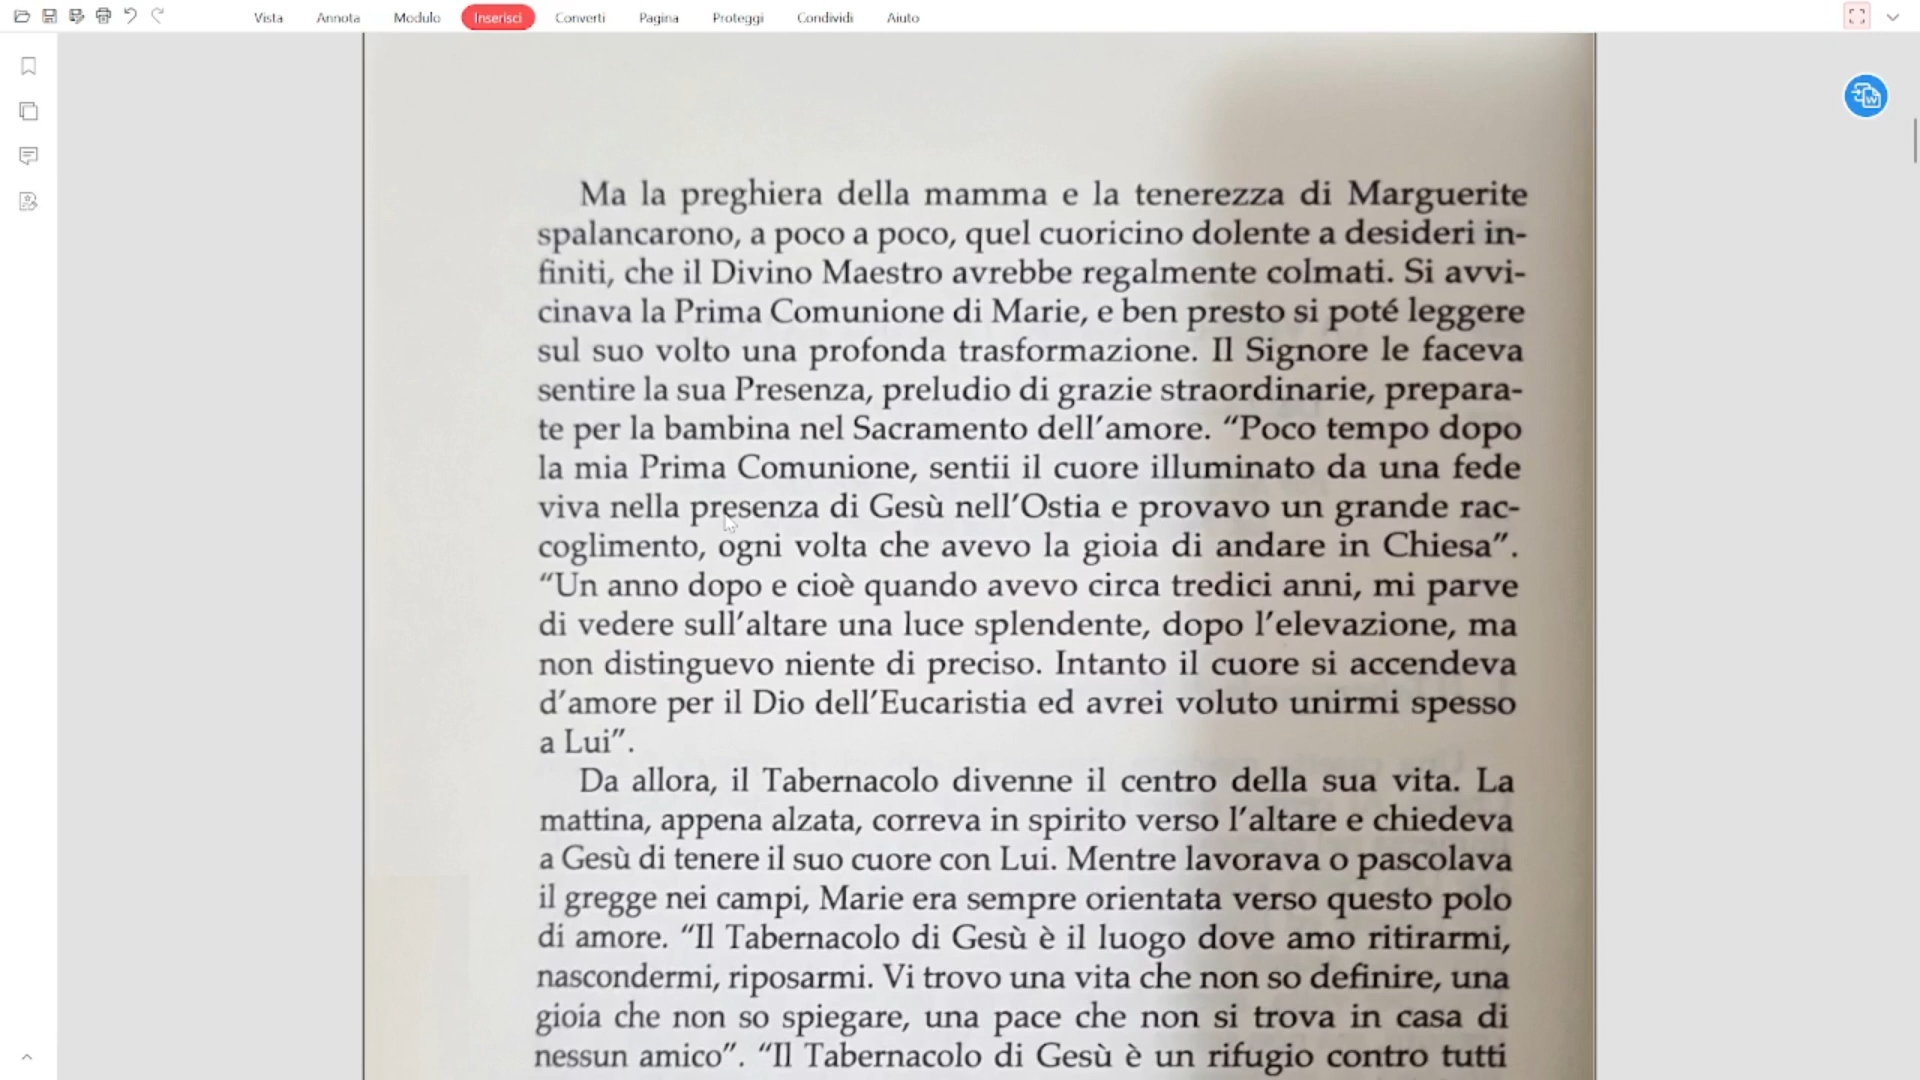 Vista Annota Modulo Inserisci Converti Pagina Proteggi Condividi Aiuto
Ma la preghiera della mamma e la tenerezza di Marguerite
spalancarono, a poco a poco, quel cuoricino dolente a desideri in-
finiti, che il Divino Maestro avrebbe regalmente colmati. Si avvi-
cinava la Prima Comunione di Marie, e ben presto si poté leggere
sul suo volto una profonda trasformazione. Il Signore le faceva
sentire la sua Presenza, preludio di grazie straordinarie, prepara-
te per la bambina nel Sacramento dell'amore. “Poco tempo dopo
la mia Prima Comunione, sentii il cuore illuminato da una fede
viva nella presenza di Gesù nell'Ostia e provavo un grande rac-
coglimento, ogni volta che avevo la gioia di andare in Chiesa”.
“Un anno dopo e cioè quando avevo circa tredici anni, mi parve
di vedere sull'altare una luce splendente, dopo l'elevazione, ma
non distinguevo niente di preciso. Intanto il cuore si accendeva
d'amore per il Dio dell'Eucaristia ed avrei voluto unirmi spesso
a Lui”.
Da allora, il Tabernacolo divenne il centro della sua vita. La
mattina, appena alzata, correva in spirito verso l'altare e chiedeva
a Gesù di tenere il suo cuore con Lui. Mentre lavorava o pascolava
il gregge nei campi, Marie era sempre orientata verso questo polo
di amore. “Il Tabernacolo di Gesù è il luogo dove amo ritirarmi,
nascondermi, riposarmi. Vi trovo una vita che non so definire, una
gioia che non so spiegare, una pace che non si trova in casa di
nessun amico”. “Il Tabernacolo di Gesù è un rifugio contro tutti